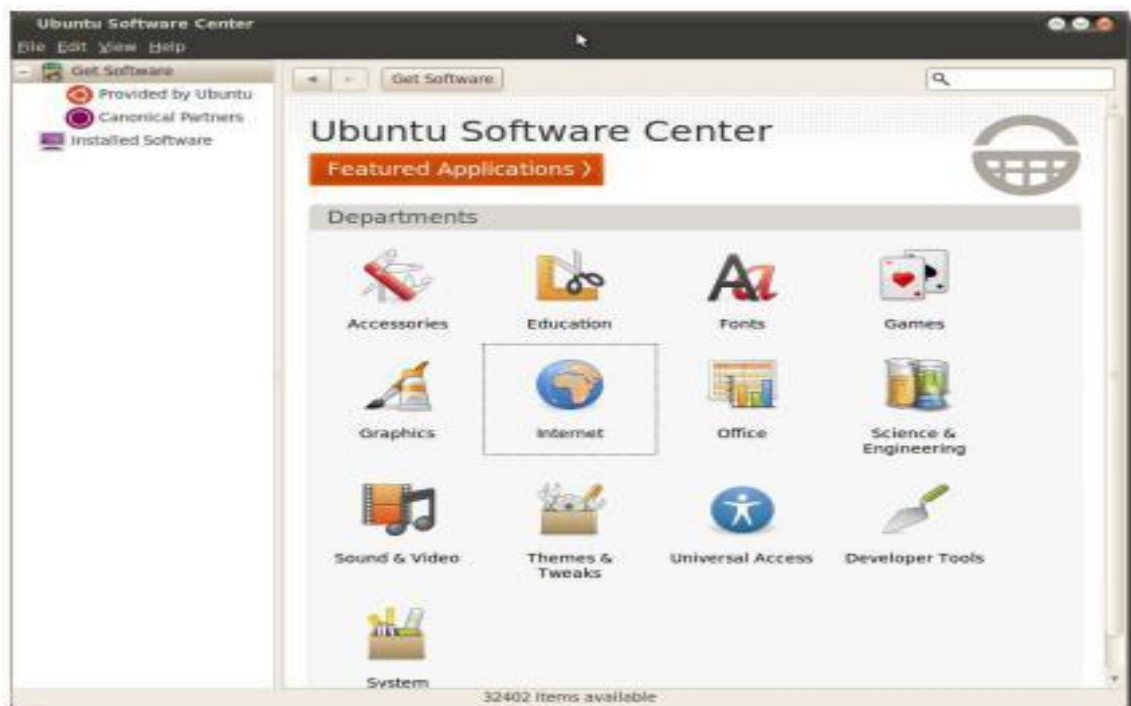 Ubuntu Software Center
File Edit View Help
Get Software
Provided by Ubuntu
Canonical Partners
Installed Software
Get Software
Ubuntu Software Center
Featured Applications >
Departments
Accessories
Education
Fonts
Games
Graphics
Internet
Office
Science &
Engineering
Sound & Video
Themes &
Tweaks
Universal Access
Developer Tools
System
32402 items available